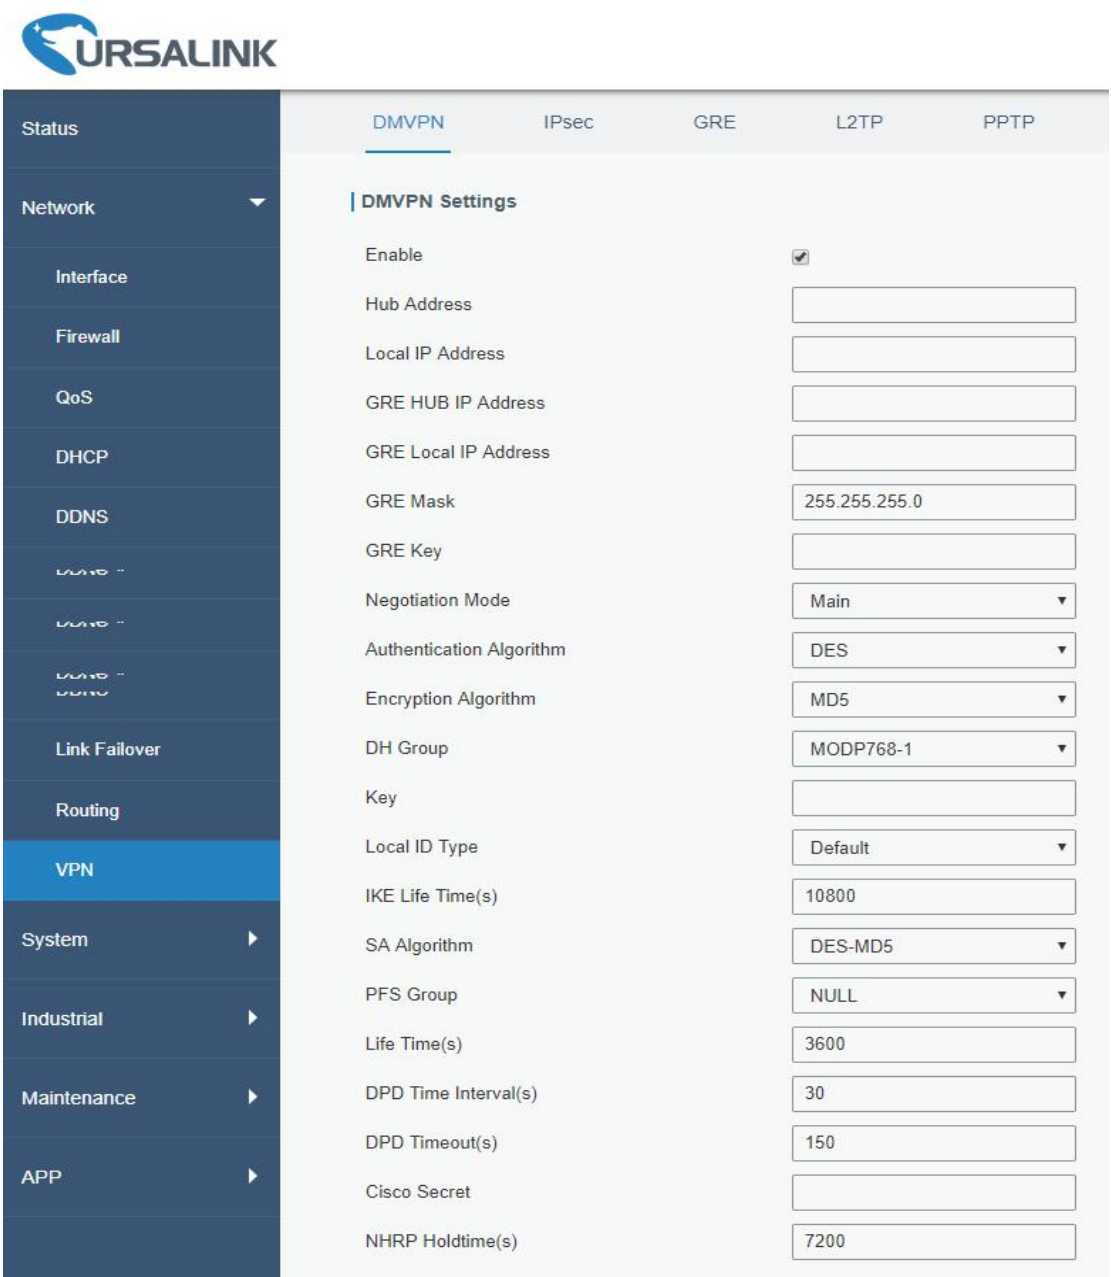 URSALINK
Status
Network
Interface
Firewall
QoS
DHCP
DDNS
Link Failover
Routing
VPN
System
Industrial
Maintenance
APP
DMVPN IPsec GRE L2TP PPTP
DMVPN Settings
Enable
Hub Address
Local IP Address
GRE HUB IP Address
GRE Local IP Address
GRE Mask 255.255.255.0
GRE Key
Negotiation Mode Main
Authentication Algorithm DES
Encryption Algorithm MD5
DH Group MODP768-1
Key
Local ID Type Default
IKE Life Time(s) 10800
SA Algorithm DES-MD5
PFS Group NULL
Life Time(s) 3600
DPD Time Interval(s) 30
DPD Timeout(s) 150
Cisco Secret
NHRP Holdtime(s) 7200